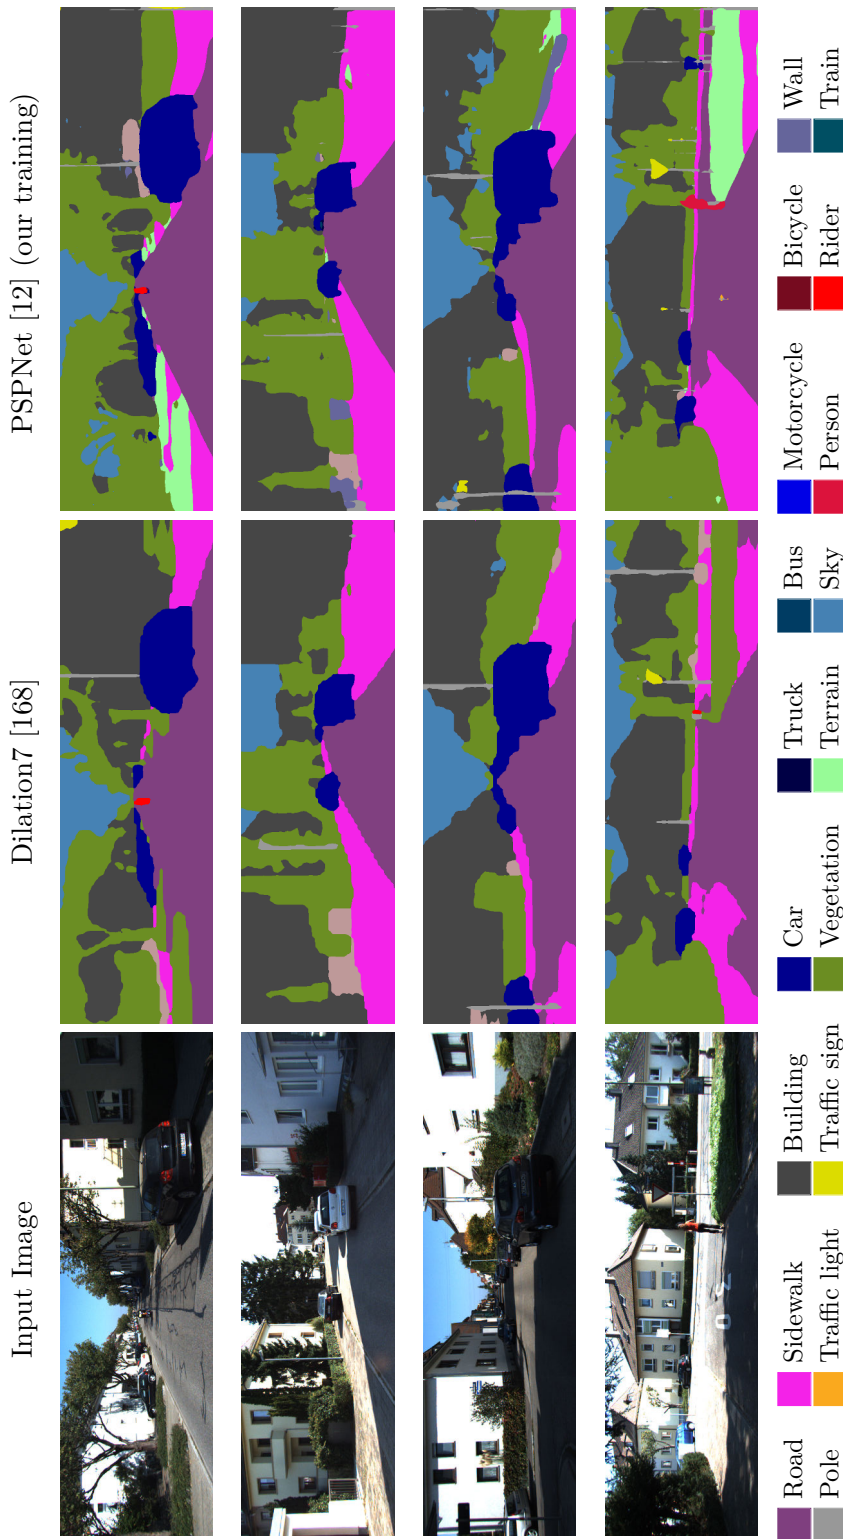 Input Image
Dilation7 [168]
PSPNet [12] (our training)
Road Sidewalk Building Car Truck Bus Motorcycle Bicycle Wall
Pole Traffic light Traffic sign Vegetation Terrain Sky Person Rider Train